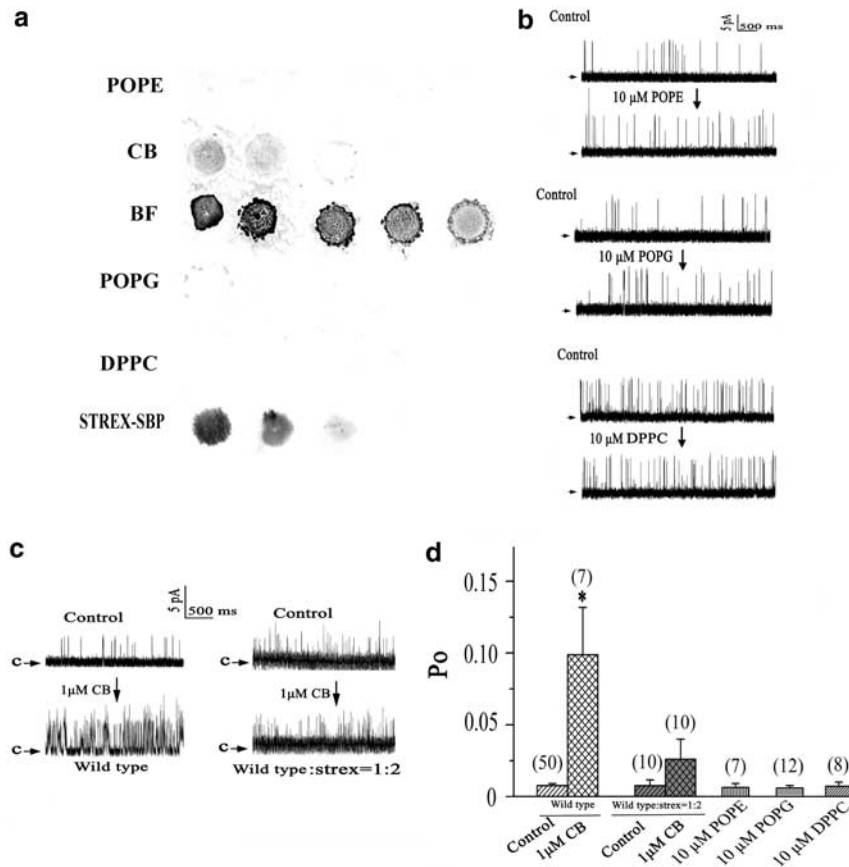 a
POPE
CB
BF
POPG
DPPC
STREX-SBP
b
Control
5 pA
500 ms
10 µM POPE
Control
10 µM POPG
Control
10 µM DPPC
c
Control
5 pA
500 ms
Control
C
1µM CB
C
1µM CB
C
C
Wild type
Wild type:strex=1:2
d
Po
0.15
0.10
0.05
0
(50)
(7)
*
(10)
(10)
(7)
(12)
(8)
Wild type
Wild type:strex=1:2
Control
1µM CB
Control
1µM CB
10 µM POPE
10 µM POPG
10 µM DPPC